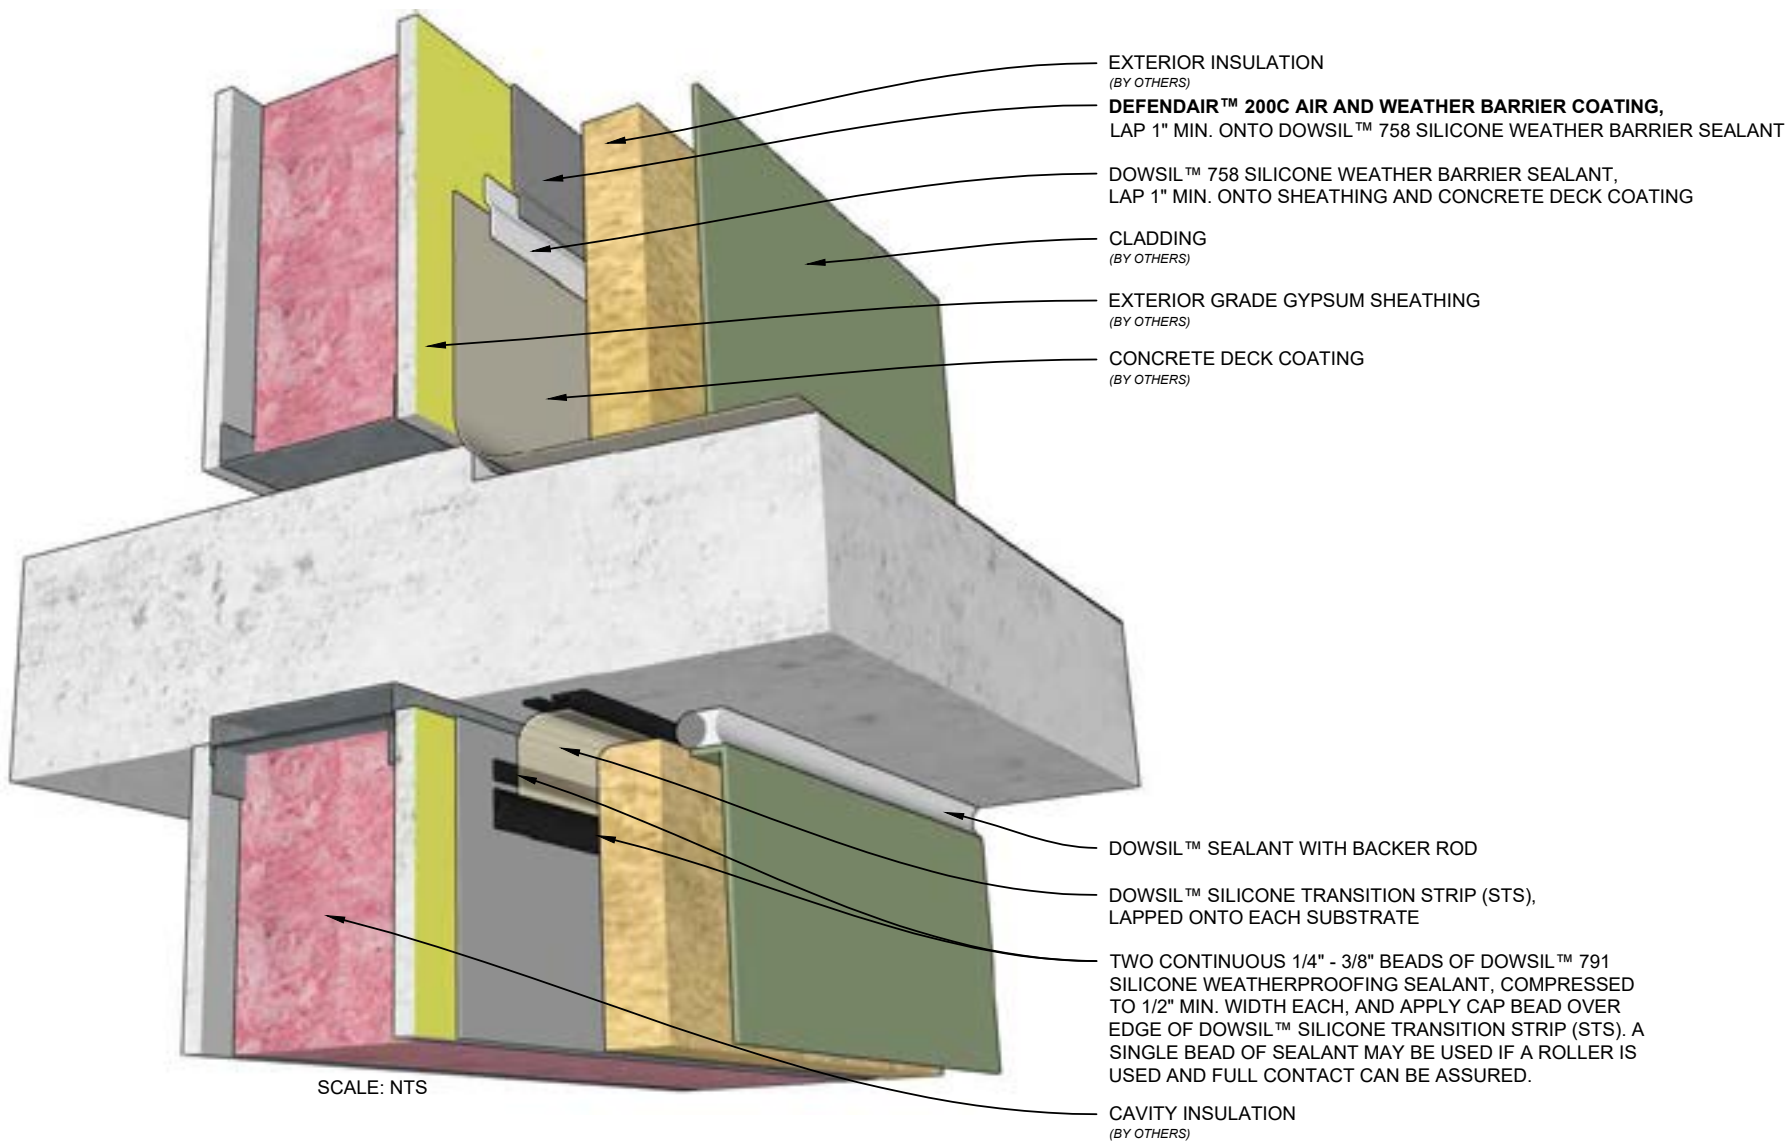 EXTERIOR INSULATION
(BY OTHERS)
DEFENDAIR™ 200C AIR AND WEATHER BARRIER COATING,
LAP 1" MIN. ONTO DOWSIL™ 758 SILICONE WEATHER BARRIER SEALANT
DOWSIL™ 758 SILICONE WEATHER BARRIER SEALANT,
LAP 1" MIN. ONTO SHEATHING AND CONCRETE DECK COATING
CLADDING
(BY OTHERS)
EXTERIOR GRADE GYPSUM SHEATHING
(BY OTHERS)
CONCRETE DECK COATING
(BY OTHERS)
DOWSIL™ SEALANT WITH BACKER ROD
DOWSIL™ SILICONE TRANSITION STRIP (STS),
LAPPED ONTO EACH SUBSTRATE
TWO CONTINUOUS 1/4" - 3/8" BEADS OF DOWSIL™ 791
SILICONE WEATHERPROOFING SEALANT, COMPRESSED
TO 1/2" MIN. WIDTH EACH, AND APPLY CAP BEAD OVER
EDGE OF DOWSIL™ SILICONE TRANSITION STRIP (STS). A
SINGLE BEAD OF SEALANT MAY BE USED IF A ROLLER IS
USED AND FULL CONTACT CAN BE ASSURED.
CAVITY INSULATION
(BY OTHERS)
SCALE: NTS